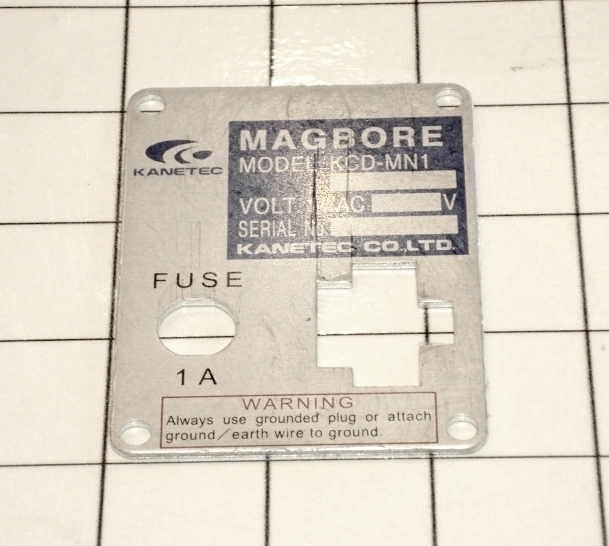 KANETEC
MAGBORE
MODEL KCD-MN1
VOLT AC V
SERIAL No.
KANETEC CO.,LTD.
FUSE
1A
WARNING
Always use grounded plug or attach
ground/earth wire to ground.